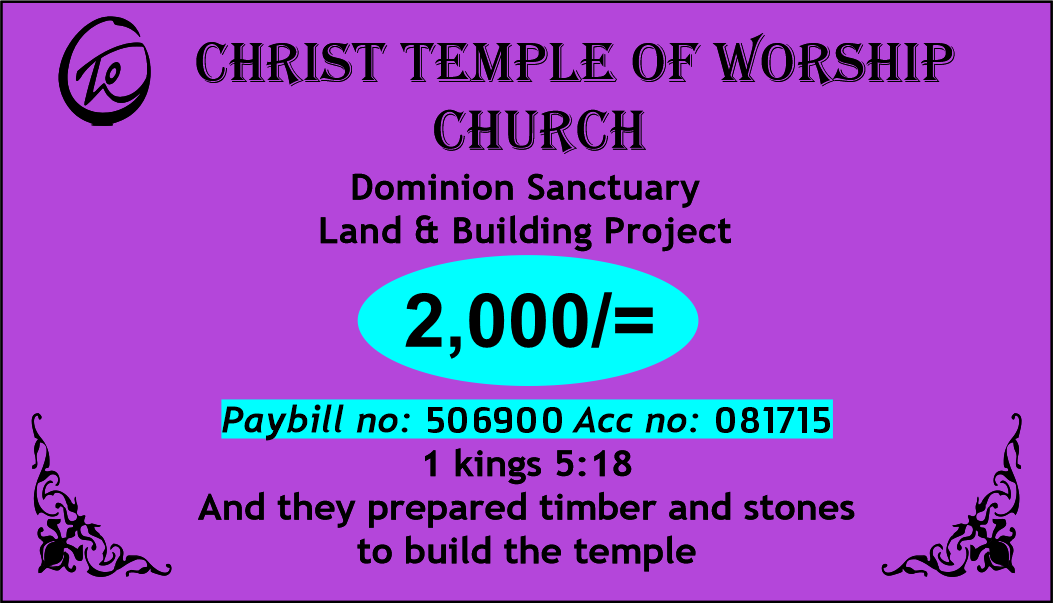 CHRIST TEMPLE OF WORSHIP
CHURCH
Dominion Sanctuary
Land & Building Project
2,000/=
Paybill no: 506900 Acc no: 081715
1 kings 5:18
And they prepared timber and stones
to build the temple